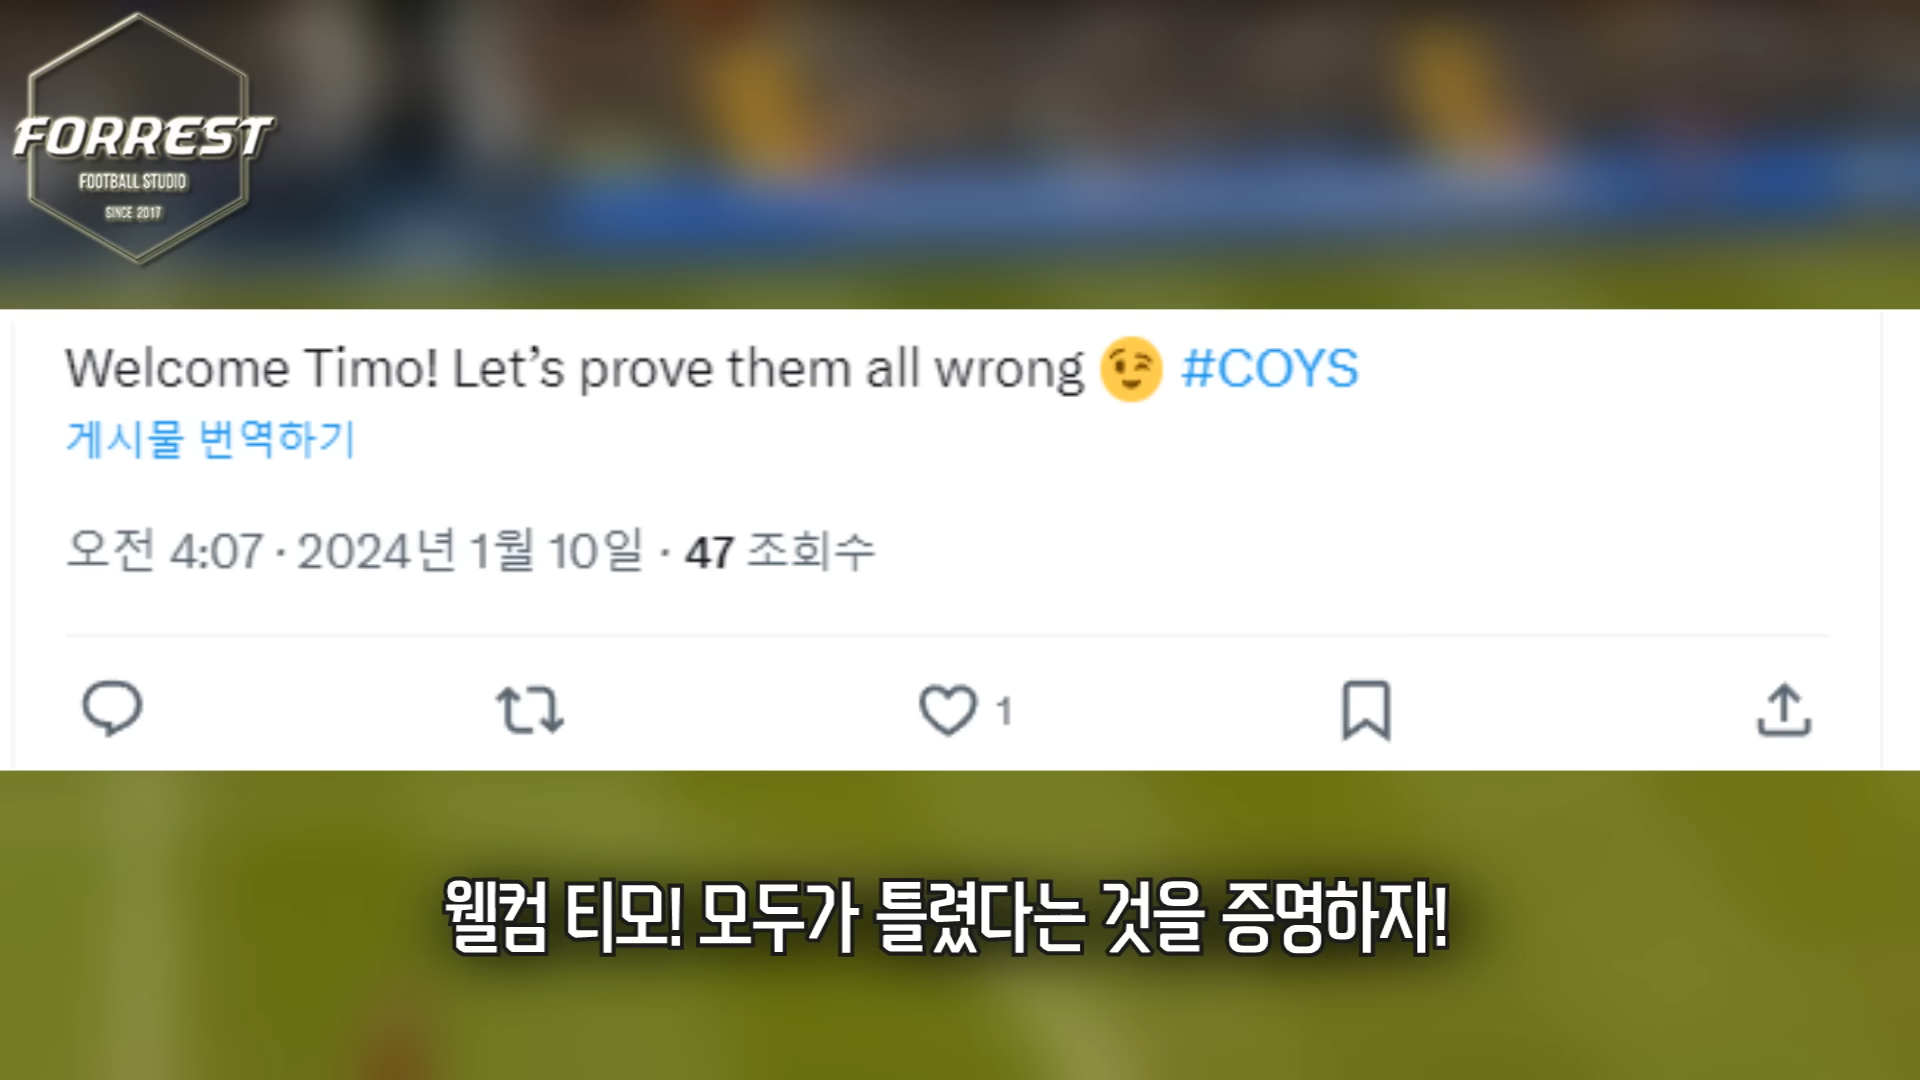 FORREST
FOOTBALL STUDIO
SINCE 2017
Welcome Timo! Let’s prove them all wrong 😉 #COYS
게시물 번역하기
오전 4:07 · 2024년 1월 10일 · 47 조회수
1
웰컴 티모! 모두가 틀렸다는 것을 증명하자!